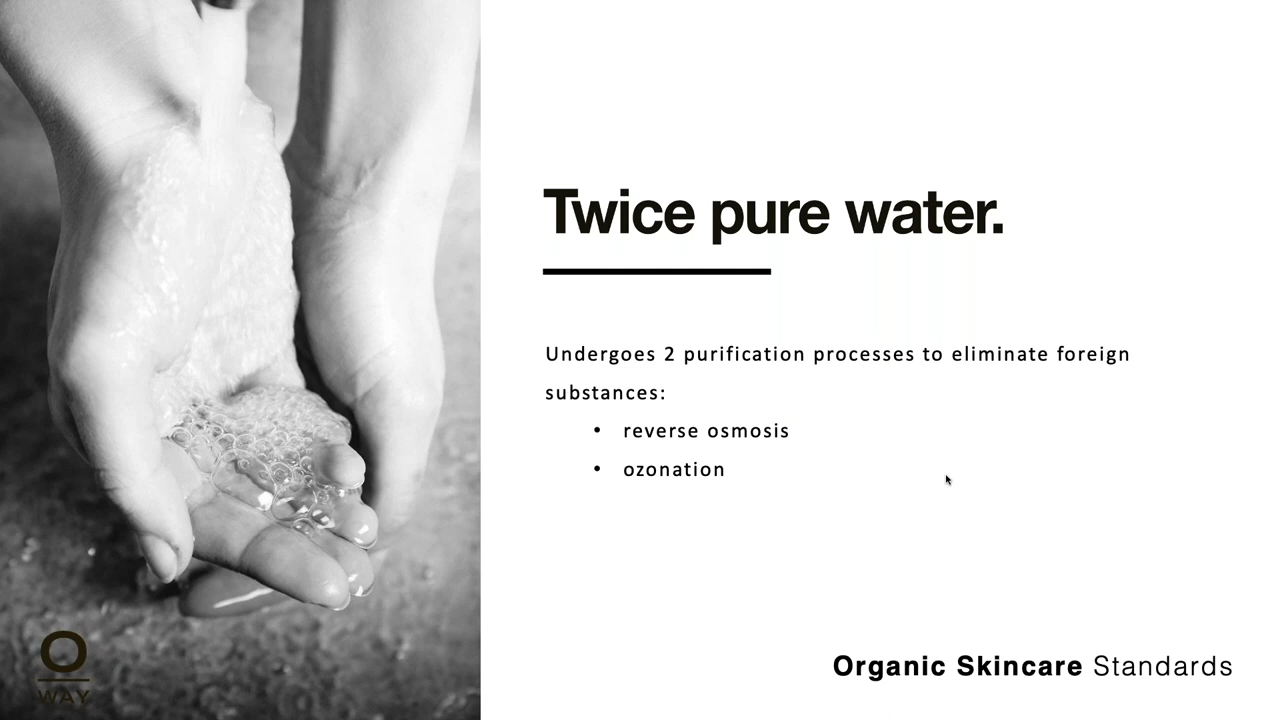 Twice pure water.
Undergoes 2 purification processes to eliminate foreign
substances:
• reverse osmosis
• ozonation
O
WAY
Organic Skincare Standards